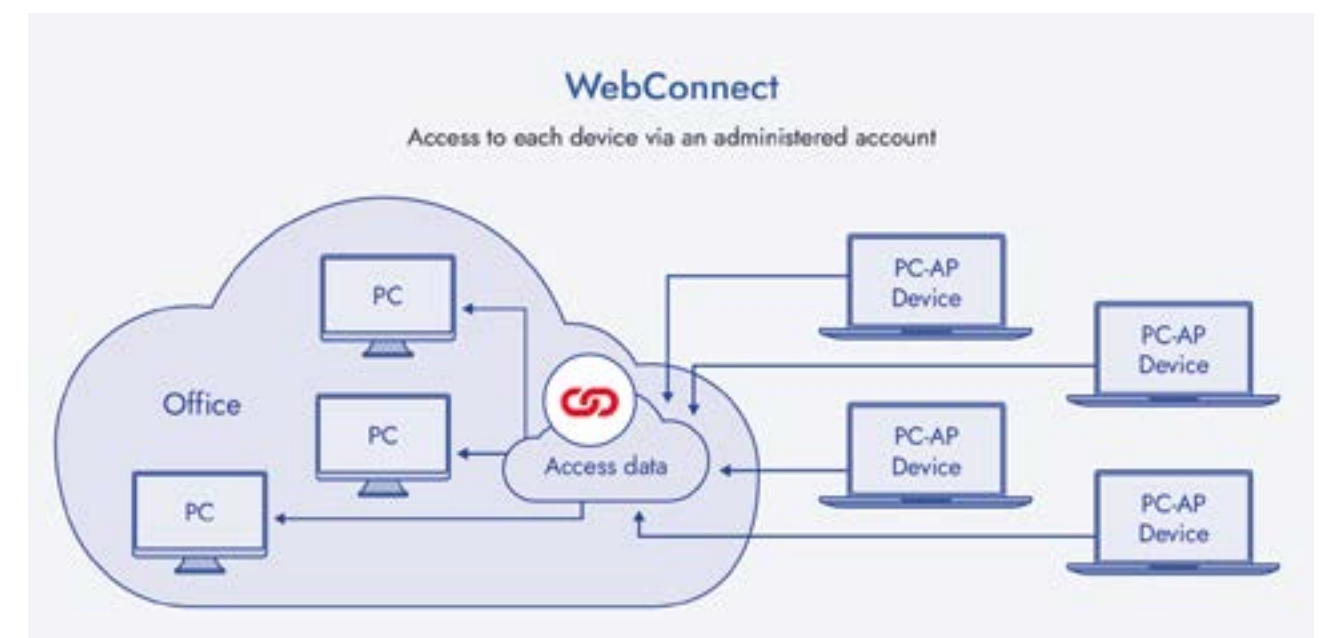 WebConnect
Access to each device via an administered account
PC
Office
PC
PC
Access data
PC-AP
Device
PC-AP
Device
PC-AP
Device
PC-AP
Device